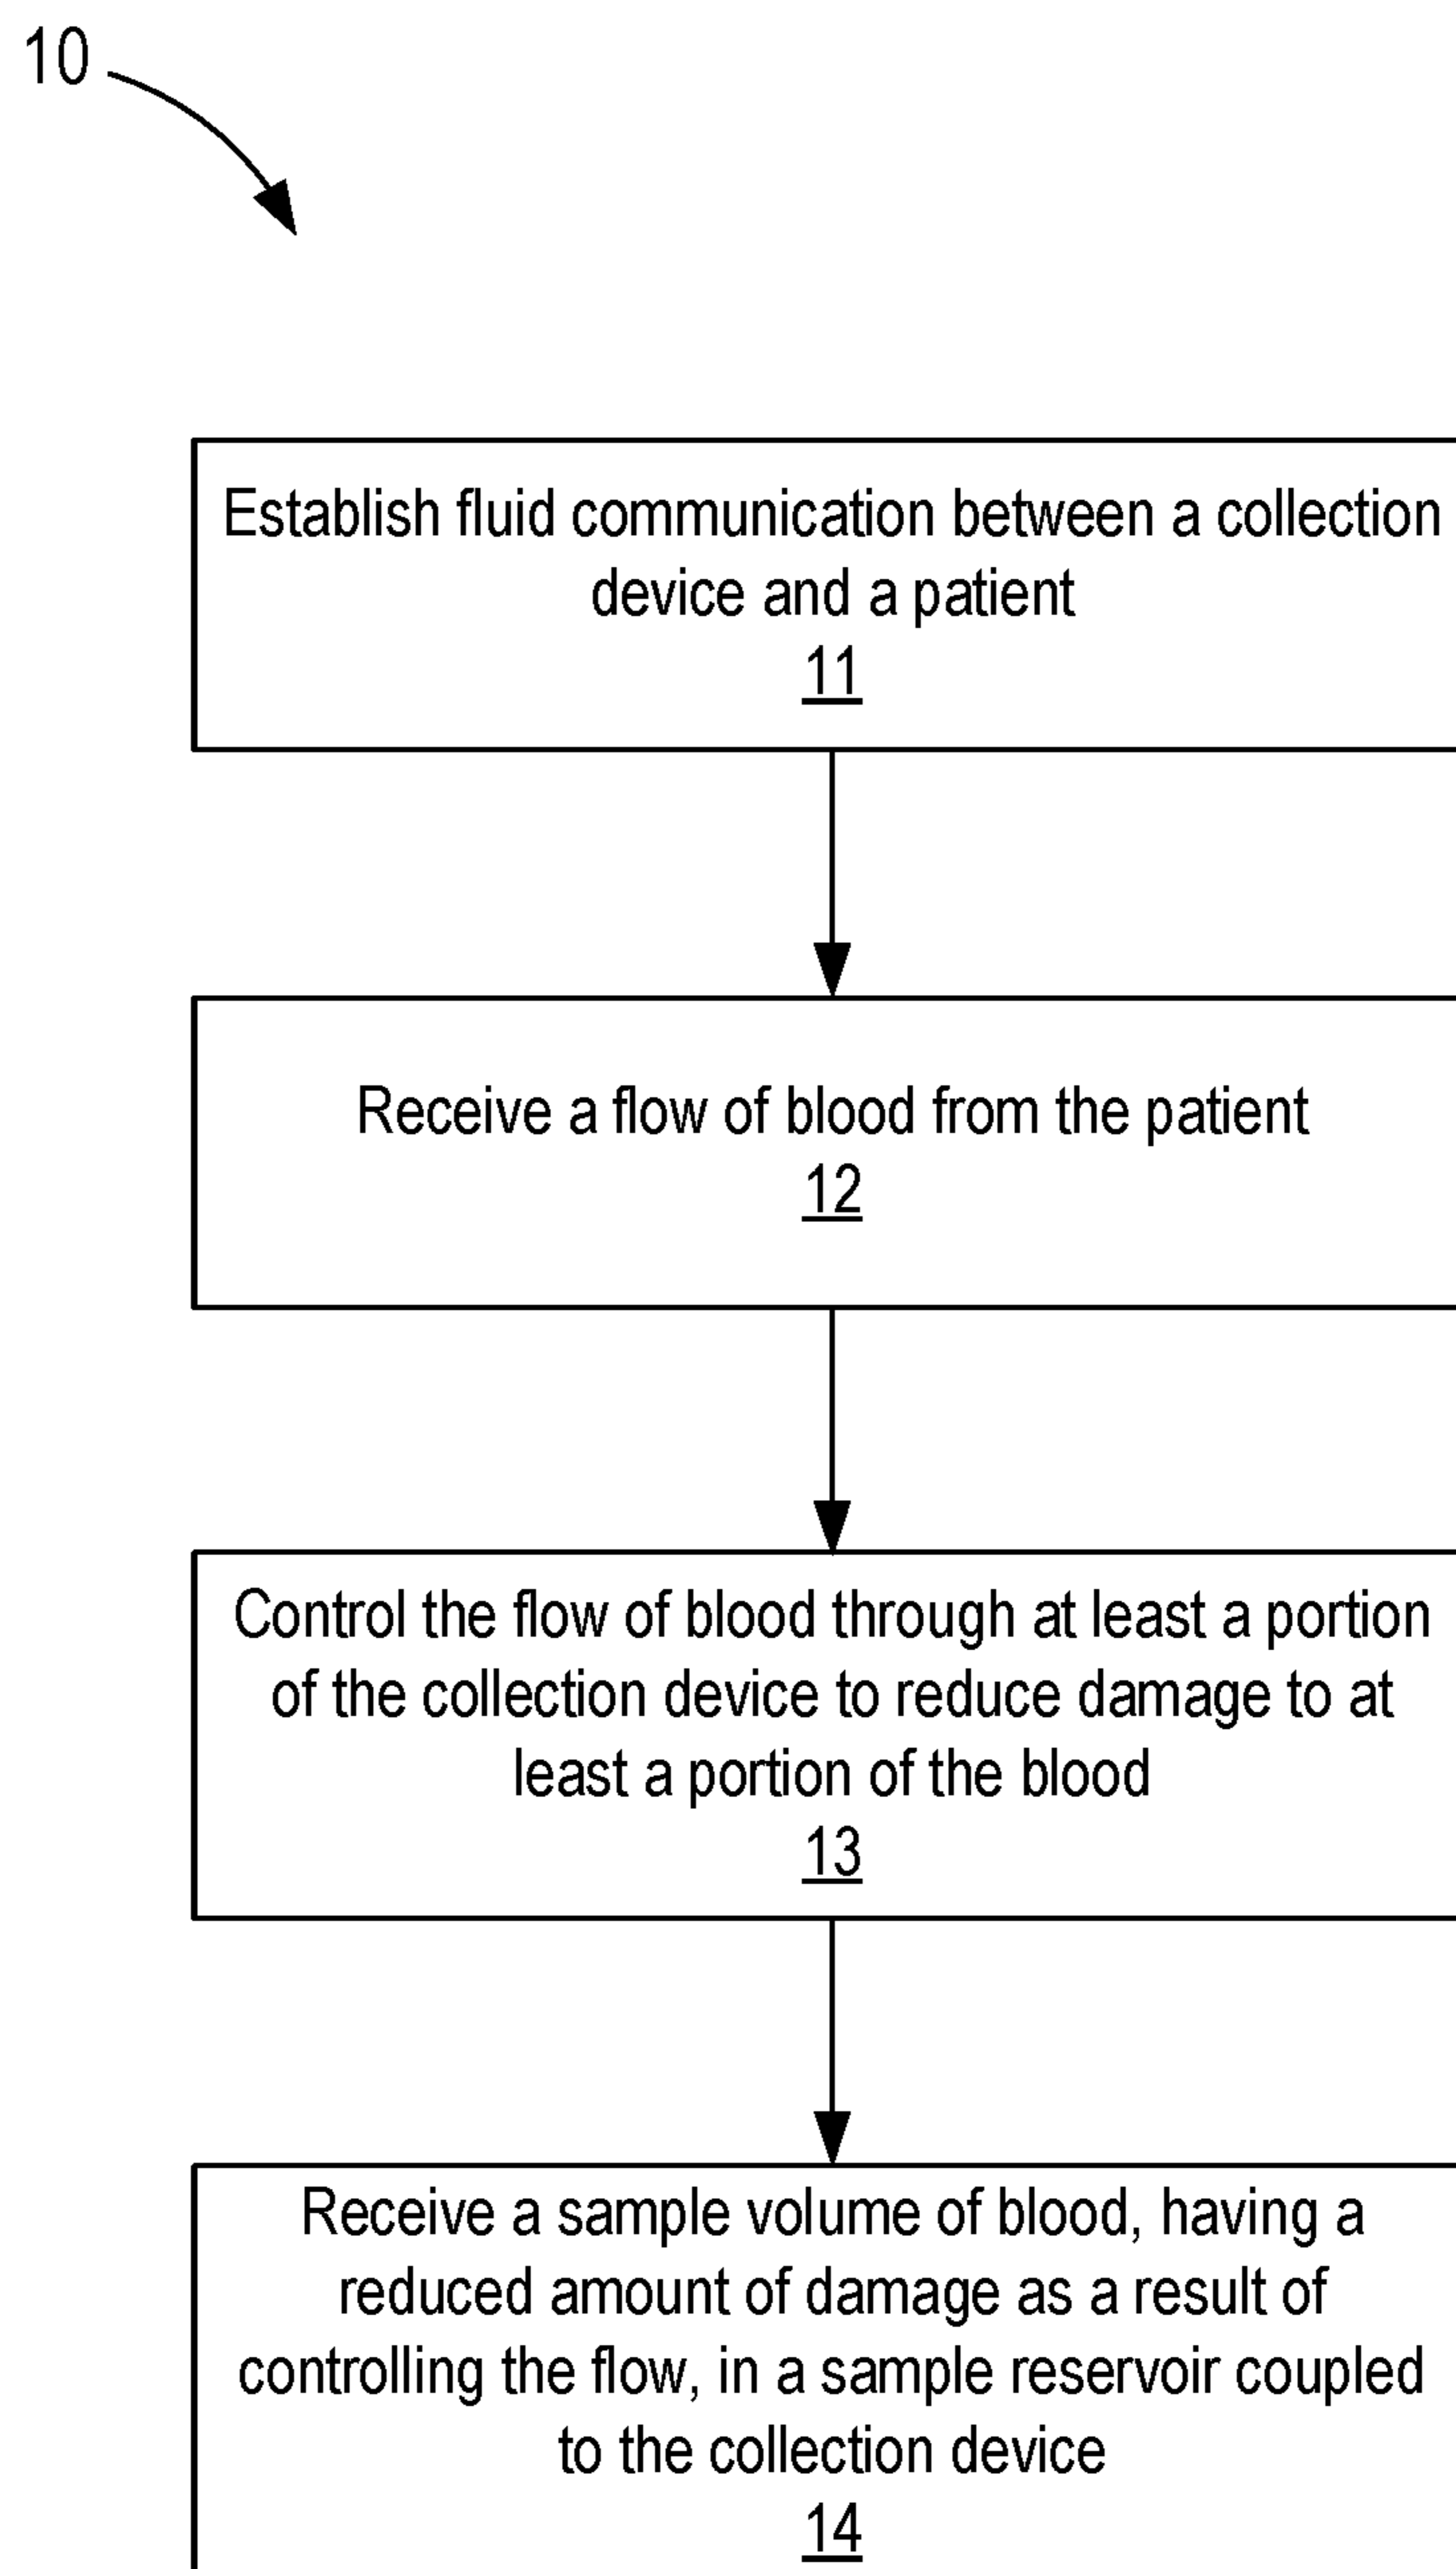 10
Establish fluid communication between a collection
device and a patient
11
Receive a flow of blood from the patient
12
Control the flow of blood through at least a portion
of the collection device to reduce damage to at
least a portion of the blood
13
Receive a sample volume of blood, having a
reduced amount of damage as a result of
controlling the flow, in a sample reservoir coupled
to the collection device
14